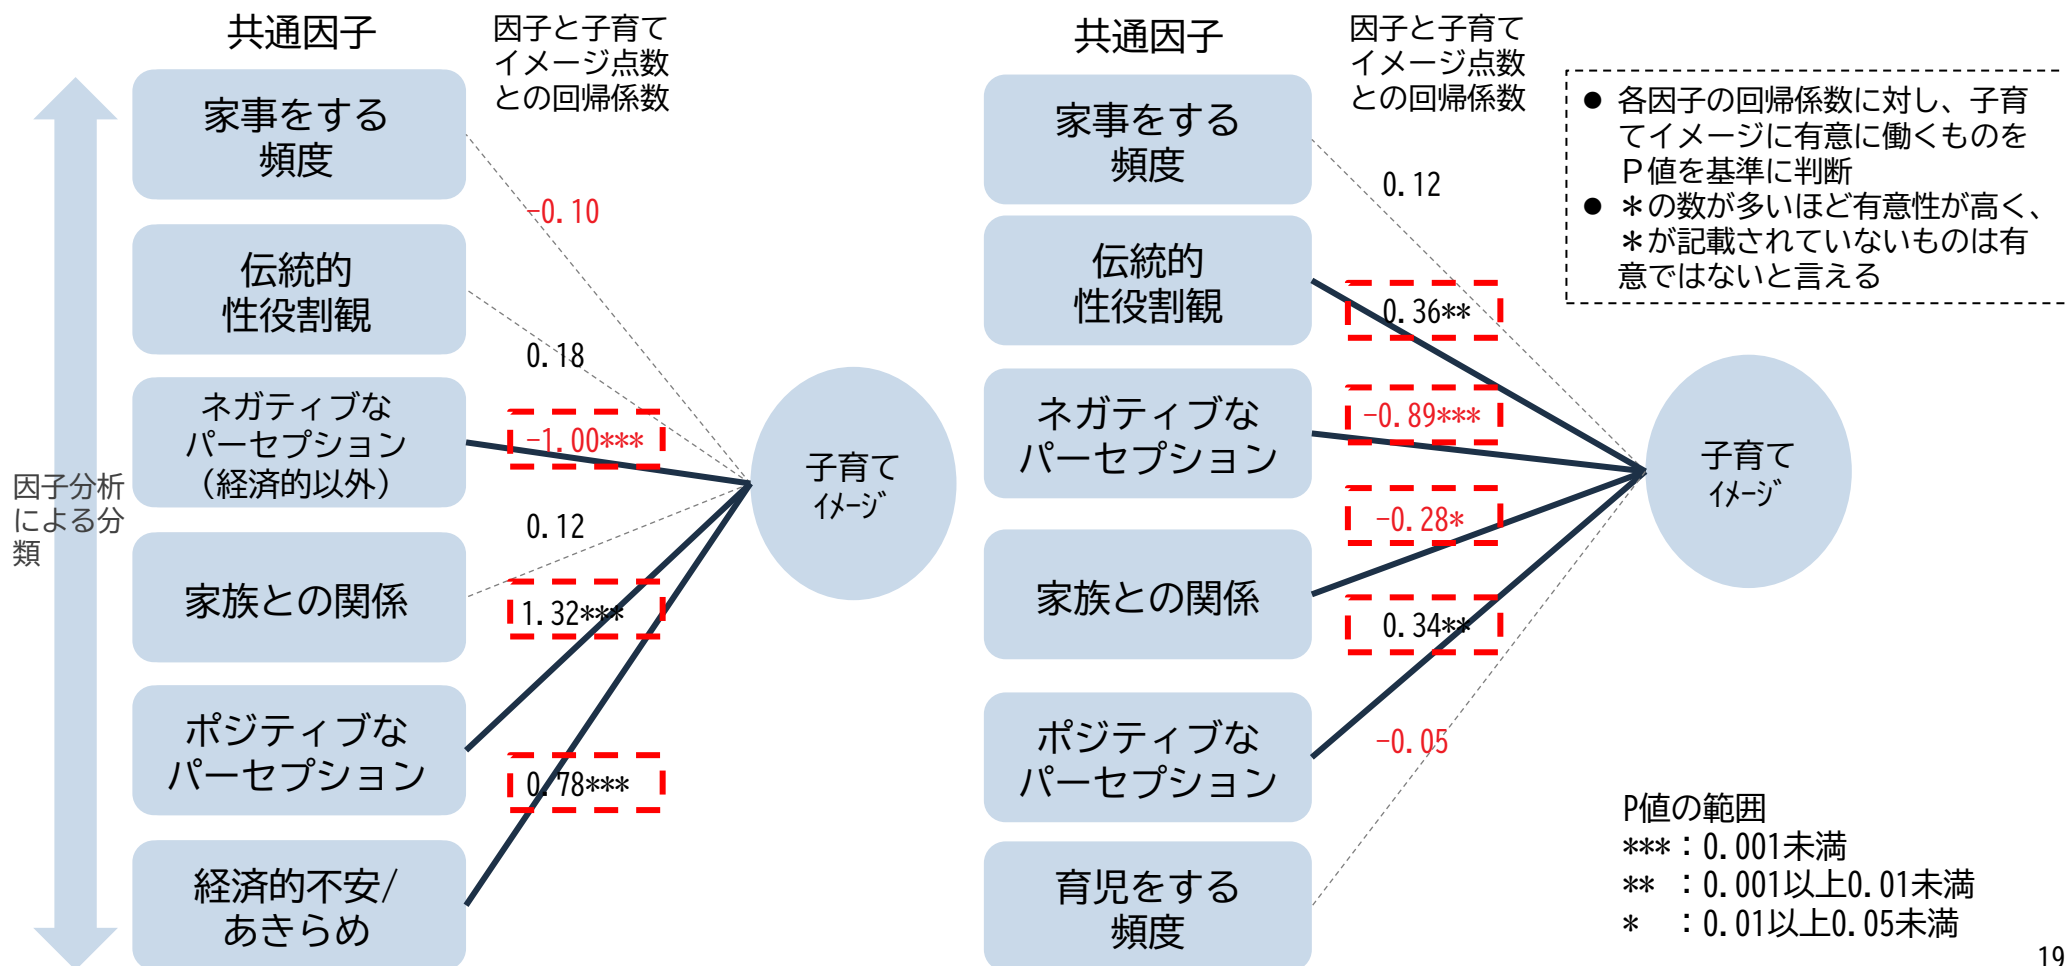 共通因子
因子と子育て
イメージ点数
との回帰係数
因子分析
による分
類
家事をする
頻度
-0.10
伝統的
性役割観
0.18
ネガティブな
パーセプション
（経済的以外）
-1.00***
家族との関係
0.12
ポジティブな
パーセプション
1.32***
経済的不安/
あきらめ
0.78***
子育て
ｲﾒｰｼﾞ
共通因子
因子と子育て
イメージ点数
との回帰係数
家事をする
頻度
0.12
伝統的
性役割観
0.36**
ネガティブな
パーセプション
-0.89***
家族との関係
-0.28*
ポジティブな
パーセプション
0.34**
育児をする
頻度
-0.05
子育て
ｲﾒｰｼﾞ
● 各因子の回帰係数に対し、子育
てイメージに有意に働くものを
Ｐ値を基準に判断
● ＊の数が多いほど有意性が高く、
＊が記載されていないものは有
意ではないと言える
P値の範囲
***：0.001未満
** ：0.001以上0.01未満
* ：0.01以上0.05未満
19